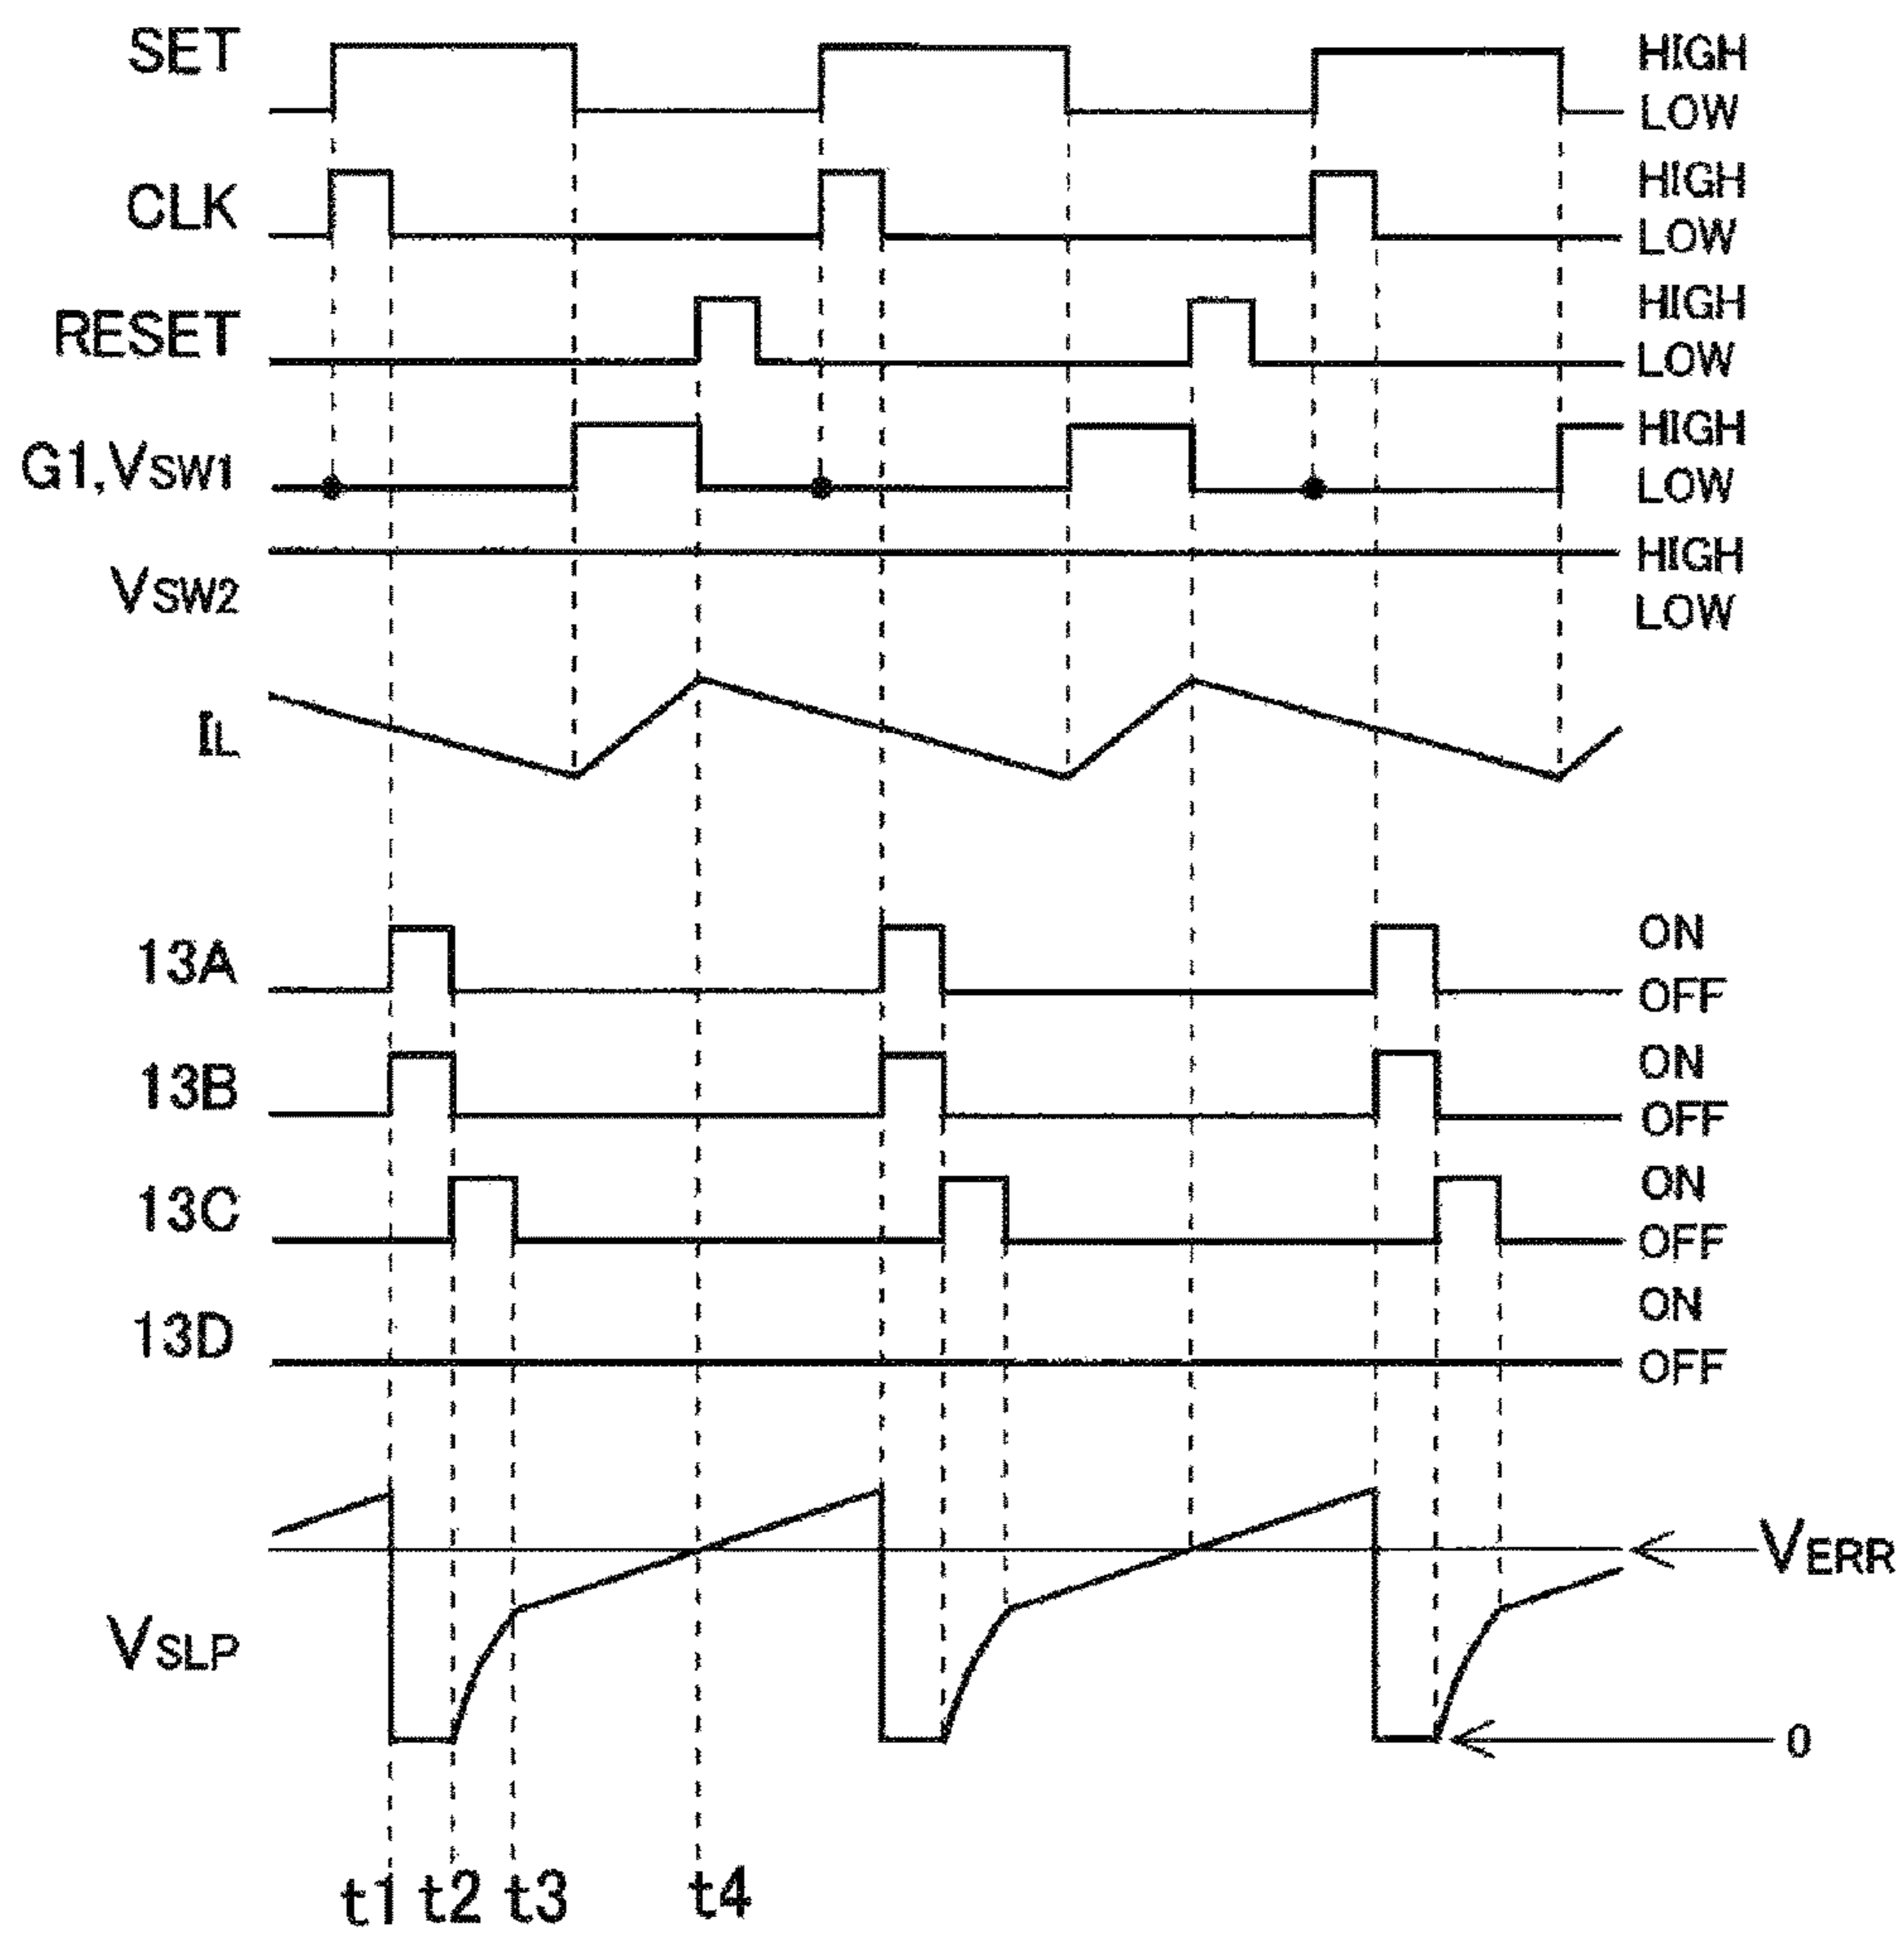 SET HIGH
LOW
CLK HIGH
LOW
RESET HIGH
LOW
G1,VSW1 HIGH
LOW
VSW2 HIGH
LOW
IL
13A ON
OFF
13B ON
OFF
13C ON
OFF
13D ON
OFF
VERR
VSLP
0
t1 t2 t3 t4